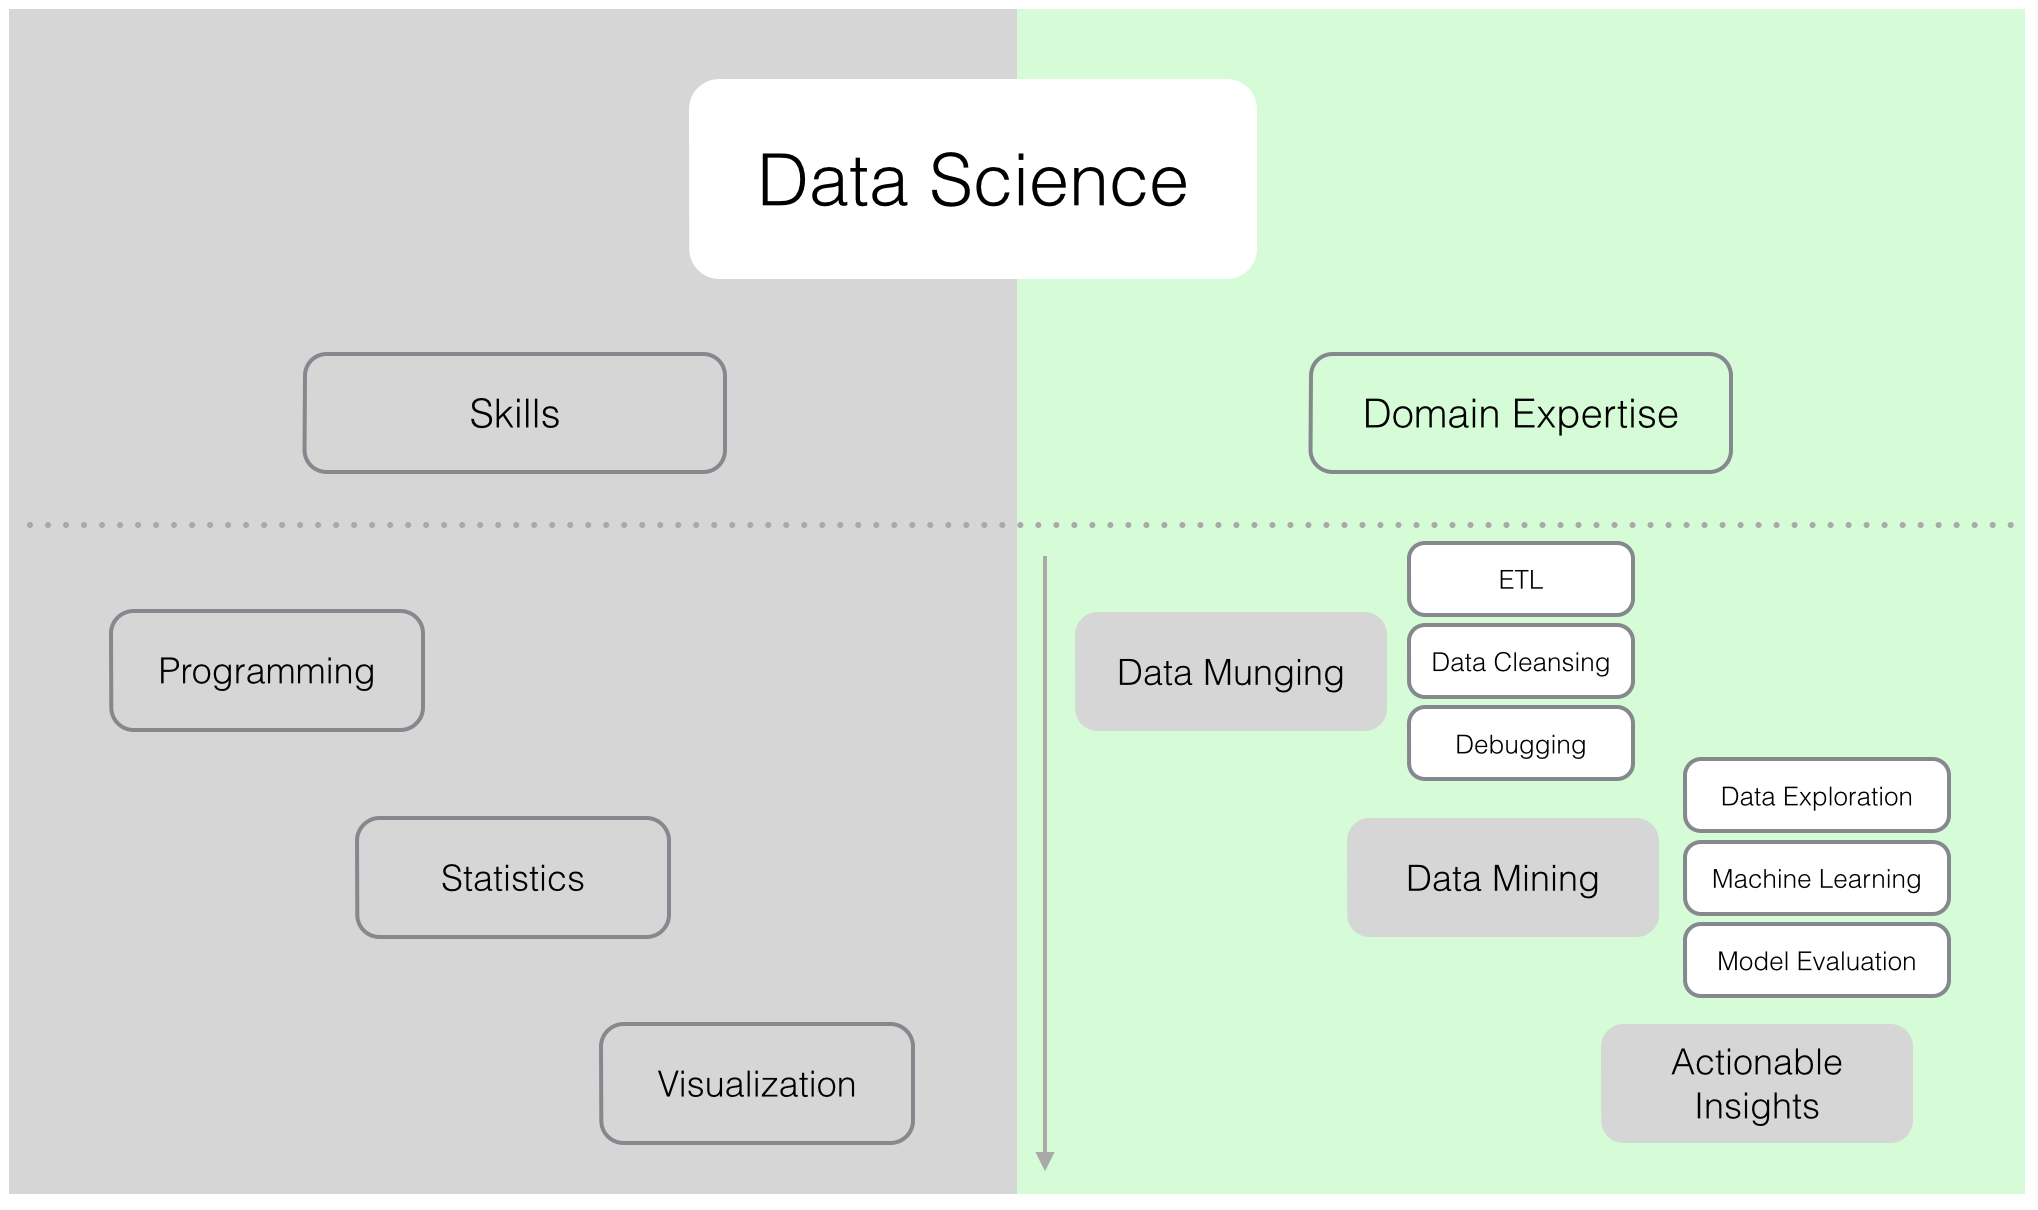 Data Science
Skills
Domain Expertise
Programming
Statistics
Visualization
Data Munging
ETL
Data Cleansing
Debugging
Data Mining
Data Exploration
Machine Learning
Model Evaluation
Actionable
Insights